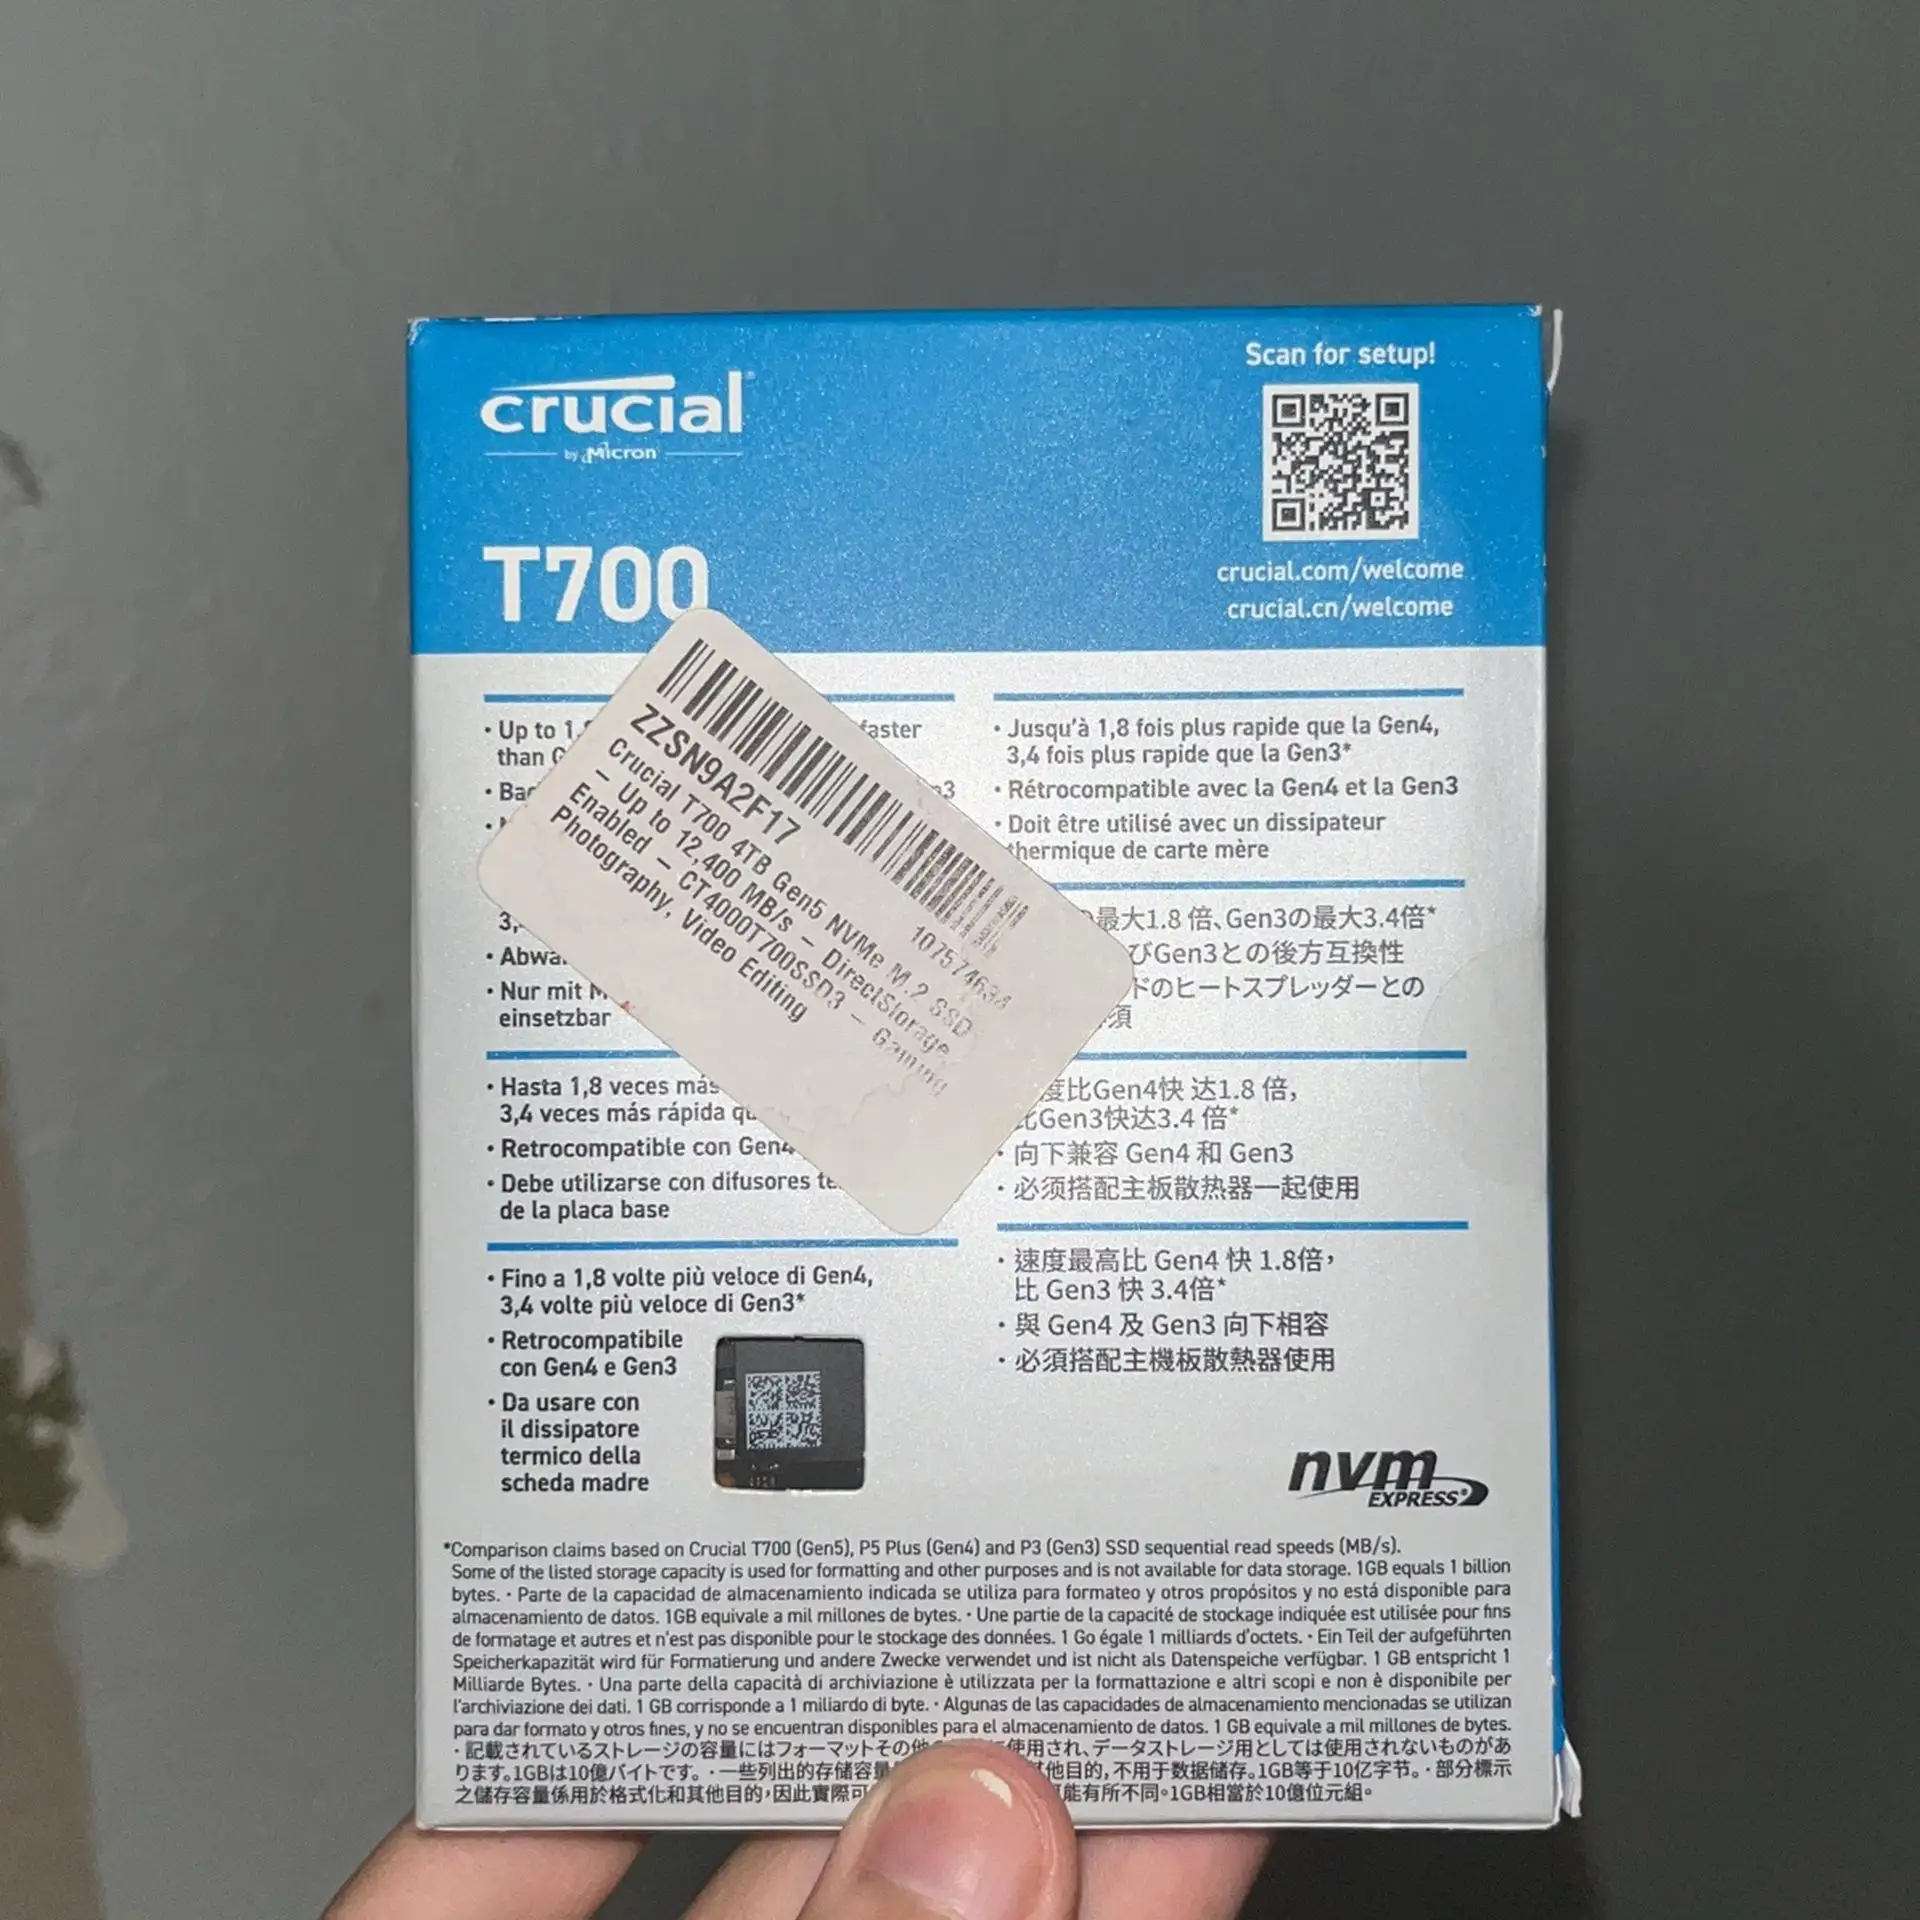 crucial
by Micron
Scan for setup!
crucial.com/welcome
crucial.cn/welcome
T700
• Up to
faster
than
• Abwä
• Nur mit
einsetzbar
• Hasta 1,8 veces más
3,4 veces más rápida
• Retrocompatible con Gen4
• Debe utilizarse con difusores
de la placa base
• Fino a 1,8 volte più veloce di Gen4,
3,4 volte più veloce di Gen3*
• Retrocompatibile
con Gen4 e Gen3
• Da usare con
il dissipatore
termico della
scheda madre
ZZSN9A2F17
107574634
Crucial T700 4TB Gen5 NVMe M.2 SSD
– Up to 12,400 MB/s – DirectStorage
Enabled – CT4000T700SSD3 – Gaming
Photography, Video Editing
• Jusqu'à 1,8 fois plus rapide que la Gen4,
3,4 fois plus rapide que la Gen3*
• Rétrocompatible avec la Gen4 et la Gen3
• Doit être utilisé avec un dissipateur
thermique de carte mère
の最大1.8 倍、Gen3の最大3.4倍*
びGen3との後方互換性
ドのヒートスプレッダーとの
須
度比Gen4快 达1.8 倍，
比Gen3快达3.4 倍*
• 向下兼容 Gen4 和 Gen3
• 必须搭配主板散热器一起使用
• 速度最高比 Gen4 快 1.8倍，
比 Gen3 快 3.4倍*
• 與 Gen4 及 Gen3 向下相容
• 必須搭配主機板散熱器使用
nvm
EXPRESS®
*Comparison claims based on Crucial T700 (Gen5), P5 Plus (Gen4) and P3 (Gen3) SSD sequential read speeds (MB/s).
Some of the listed storage capacity is used for formatting and other purposes and is not available for data storage. 1GB equals 1 billion
bytes. • Parte de la capacidad de almacenamiento indicada se utiliza para formateo y otros propósitos y no está disponible para
almacenamiento de datos. 1GB equivale a mil millones de bytes. • Une partie de la capacité de stockage indiquée est utilisée pour fins
de formatage et autres et n'est pas disponible pour le stockage des données. 1 Go égale 1 milliards d'octets. • Ein Teil der aufgeführten
Speicherkapazität wird für Formatierung und andere Zwecke verwendet und ist nicht als Datenspeiche verfügbar. 1 GB entspricht 1
Milliarde Bytes. • Una parte della capacità di archiviazione è utilizzata per la formattazione e altri scopi e non è disponibile per
l'archiviazione dei dati. 1 GB corrisponde a 1 miliardo di byte. • Algunas de las capacidades de almacenamiento mencionadas se utilizan
para dar formato y otros fines, y no se encuentran disponibles para el almacenamiento de datos. 1 GB equivale a mil millones de bytes.
• 記載されているストレージの容量にはフォーマットその他 使用され、データストレージ用としては使用されないものがあ
ります。1GBは10億バイトです。 • 一些列出的存储容量 其他目的，不用于数据储存。1GB等于10亿字节。 • 部分標示
之儲存容量係用於格式化和其他目的，因此實際可 能有所不同。1GB相當於10億位元組。